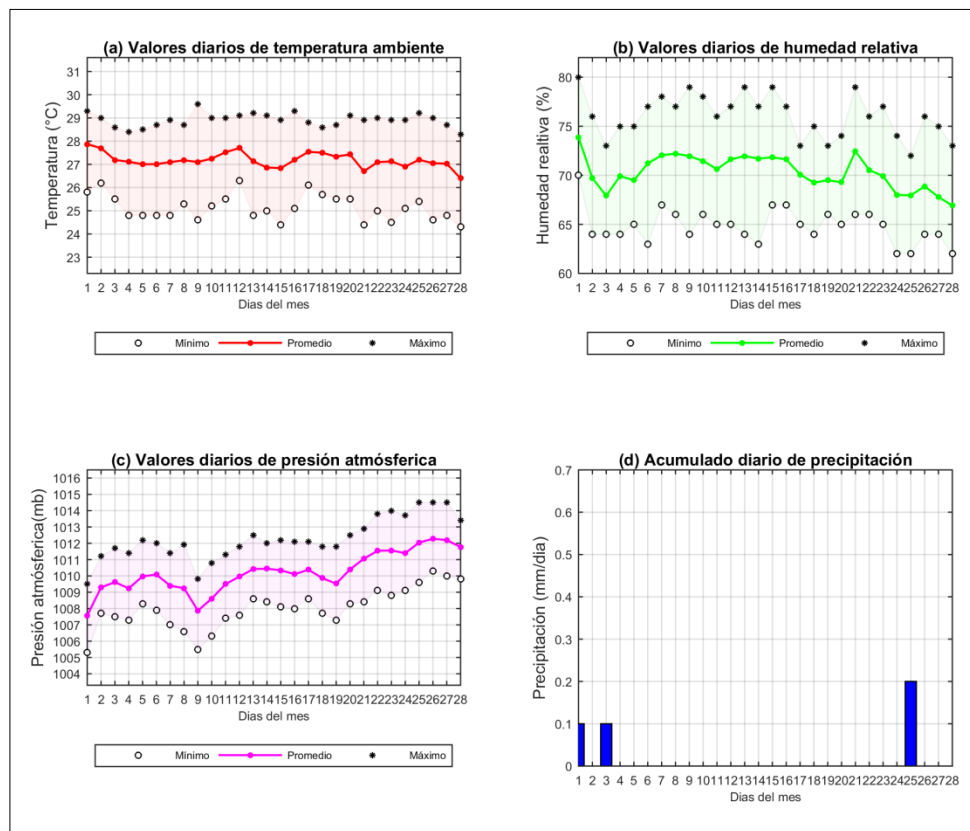 (a) Valores diarios de temperatura ambiente
Temperatura (°C)
31
30
29
28
27
26
25
24
23
1 2 3 4 5 6 7 8 9 10 11 12 13 14 15 16 17 18 19 20 21 22 23 24 25 26 27 28
Dias del mes
Mínimo Promedio Máximo
(b) Valores diarios de humedad relativa
Humedad realtiva (%)
80
75
70
65
60
1 2 3 4 5 6 7 8 9 10 11 12 13 14 15 16 17 18 19 20 21 22 23 24 25 26 27 28
Dias del mes
Mínimo Promedio Máximo
(c) Valores diarios de presión atmósferica
Presión atmósferica(mb)
1016
1015
1014
1013
1012
1011
1010
1009
1008
1007
1006
1005
1004
1 2 3 4 5 6 7 8 9 10 11 12 13 14 15 16 17 18 19 20 21 22 23 24 25 26 27 28
Dias del mes
Mínimo Promedio Máximo
(d) Acumulado diario de precipitación
Precipitación (mm/dia)
0.7
0.6
0.5
0.4
0.3
0.2
0.1
0
1 2 3 4 5 6 7 8 9 10 11 12 13 14 15 16 17 18 19 20 21 22 23 24 25 26 27 28
Dias del mes